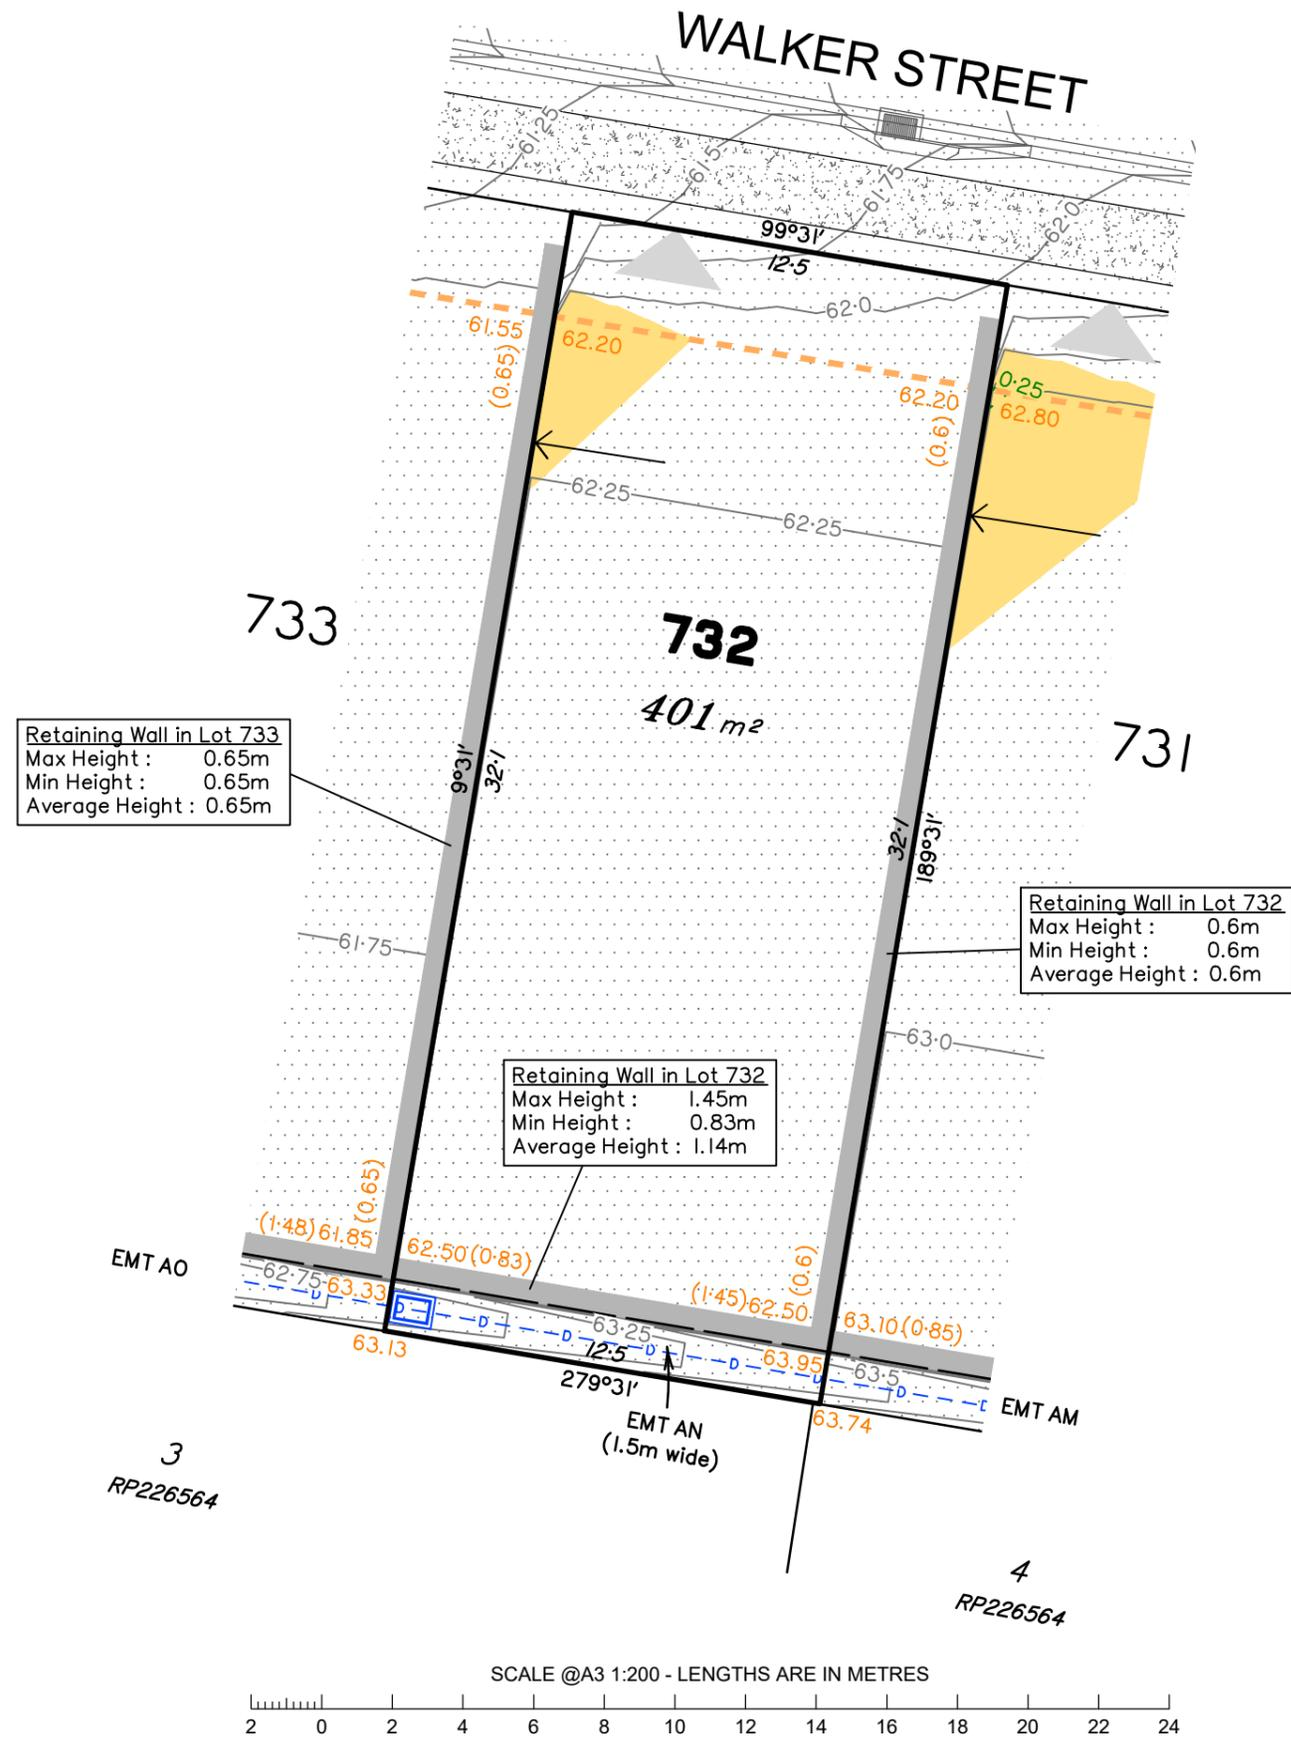 WALKER STREET
61·25
61·5
61·75
62·0
99°31'
12·5
62·0
61.55
(0.65)
62.20
62.20
(0.6)
0·25
62.80
62·25
62·25
733
732
401 m²
731
Retaining Wall in Lot 733
Max Height : 0.65m
Min Height : 0.65m
Average Height : 0.65m
9°31'
32·1
32·1
189°31'
Retaining Wall in Lot 732
Max Height : 0.6m
Min Height : 0.6m
Average Height : 0.6m
61·75
63·0
Retaining Wall in Lot 732
Max Height : 1.45m
Min Height : 0.83m
Average Height : 1.14m
(0.65)
(1·48) 61.85
62.50 (0·83)
(0.6)
(1·45) 62.50
63.10 (0·85)
EMT AO
62·75
63.33
D
D
D
D
D
D
D
D
D
63·25
12·5
63.95
63·5
63.13
279°31'
EMT AN
(1.5m wide)
63.74
EMT AM
3
RP226564
4
RP226564
SCALE @A3 1:200 - LENGTHS ARE IN METRES
2 0 2 4 6 8 10 12 14 16 18 20 22 24